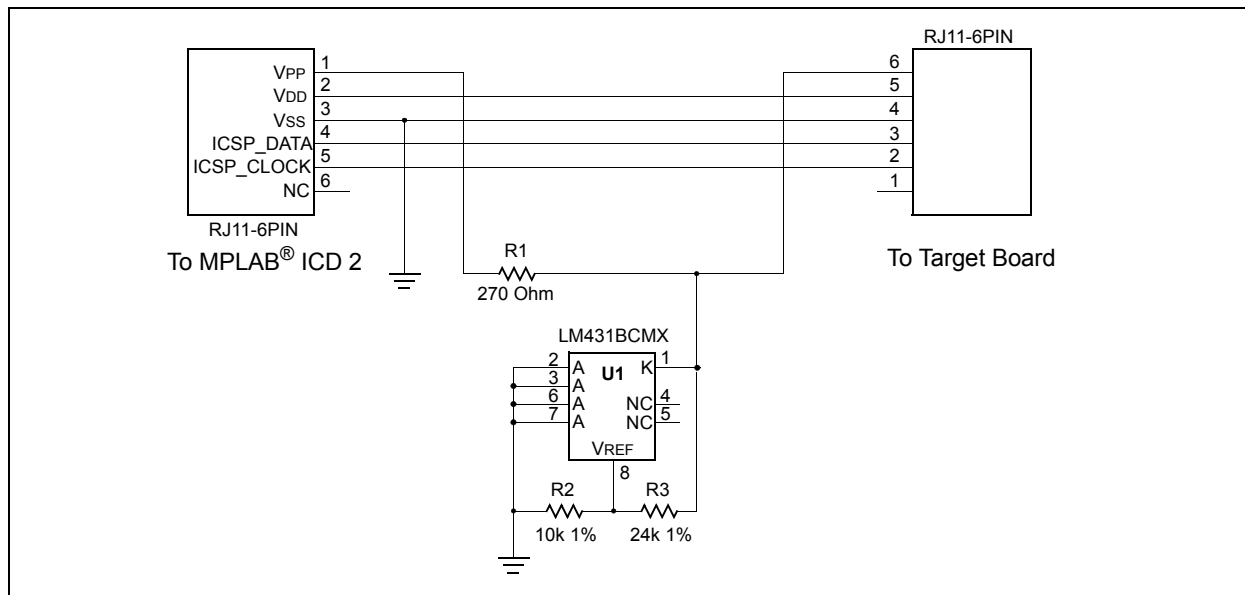 RJ11-6PIN
VPP 1
VDD 2
VSS 3
ICSP_DATA 4
ICSP_CLOCK 5
NC 6
RJ11-6PIN
To MPLAB® ICD 2
6
5
4
3
2
1
To Target Board
R1
270 Ohm
LM431BCMX
2 A U1 K 1
3 A
6 A NC 4
7 A NC 5
VREF
8
R2
10k 1%
R3
24k 1%